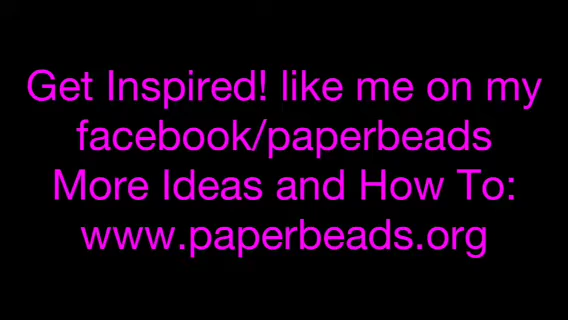 Get Inspired! like me on my
facebook/paperbeads
More Ideas and How To:
www.paperbeads.org